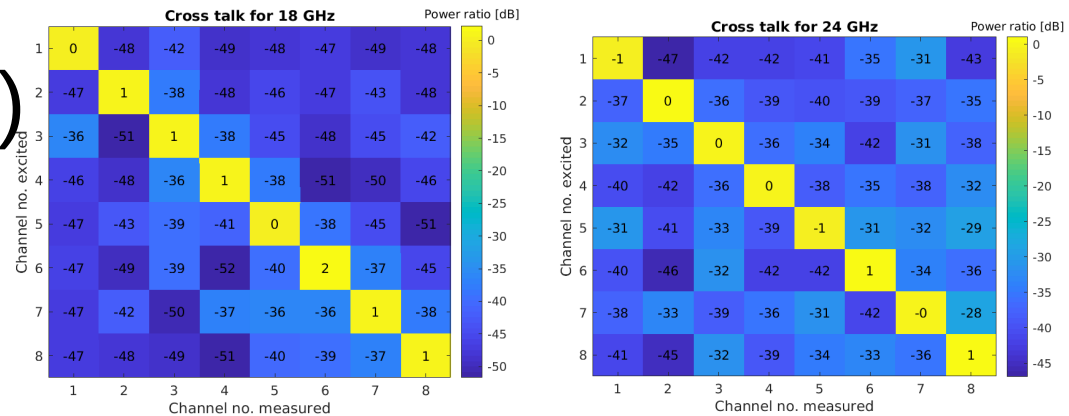 Cross talk for 18 GHz
Power ratio [dB]
)
Channel no. excited
1 0 -48 -42 -49 -48 -47 -49 -48
2 -47 1 -38 -48 -46 -47 -43 -48
3 -36 -51 1 -38 -45 -48 -45 -42
4 -46 -48 -36 1 -38 -51 -50 -46
5 -47 -43 -39 -41 0 -38 -45 -51
6 -47 -49 -39 -52 -40 2 -37 -45
7 -47 -42 -50 -37 -36 -36 1 -38
8 -47 -48 -49 -51 -40 -39 -37 1
1 2 3 4 5 6 7 8
Channel no. measured
0
-5
-10
-15
-20
-25
-30
-35
-40
-45
-50
Cross talk for 24 GHz
Power ratio [dB]
Channel no. excited
1 -1 -47 -42 -42 -41 -35 -31 -43
2 -37 0 -36 -39 -40 -39 -37 -35
3 -32 -35 0 -36 -34 -42 -31 -38
4 -40 -42 -36 0 -38 -35 -38 -32
5 -31 -41 -33 -39 -1 -31 -32 -29
6 -40 -46 -32 -42 -42 1 -34 -36
7 -38 -33 -39 -36 -31 -42 -0 -28
8 -41 -45 -32 -39 -34 -33 -36 1
1 2 3 4 5 6 7 8
Channel no. measured
0
-5
-10
-15
-20
-25
-30
-35
-40
-45